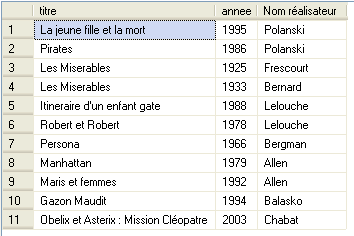 titre annee Nom réalisateur
1 La jeune fille et la mort 1995 Polanski
2 Pirates 1986 Polanski
3 Les Miserables 1925 Frescourt
4 Les Miserables 1933 Bernard
5 Itineraire d'un enfant gate 1988 Lelouche
6 Robert et Robert 1978 Lelouche
7 Persona 1966 Bergman
8 Manhattan 1979 Allen
9 Maris et femmes 1992 Allen
10 Gazon Maudit 1994 Balasko
11 Obelix et Asterix : Mission Cléopatre 2003 Chabat